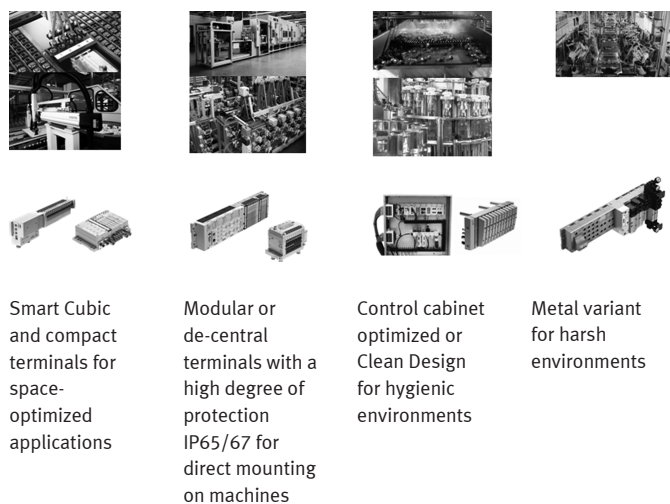 Smart Cubic
and compact
terminals for
space-
optimized
applications
Modular or
de-central
terminals with a
high degree of
protection
IP65/67 for
direct mounting
on machines
Control cabinet
optimized or
Clean Design
for hygienic
environments
Metal variant
for harsh
environments